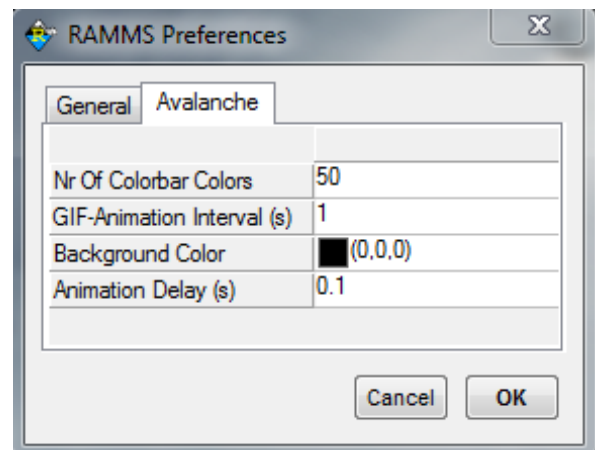 RAMMS Preferences
General Avalanche
Nr Of Colorbar Colors 50
GIF-Animation Interval (s) 1
Background Color (0,0,0)
Animation Delay (s) 0.1
Cancel OK